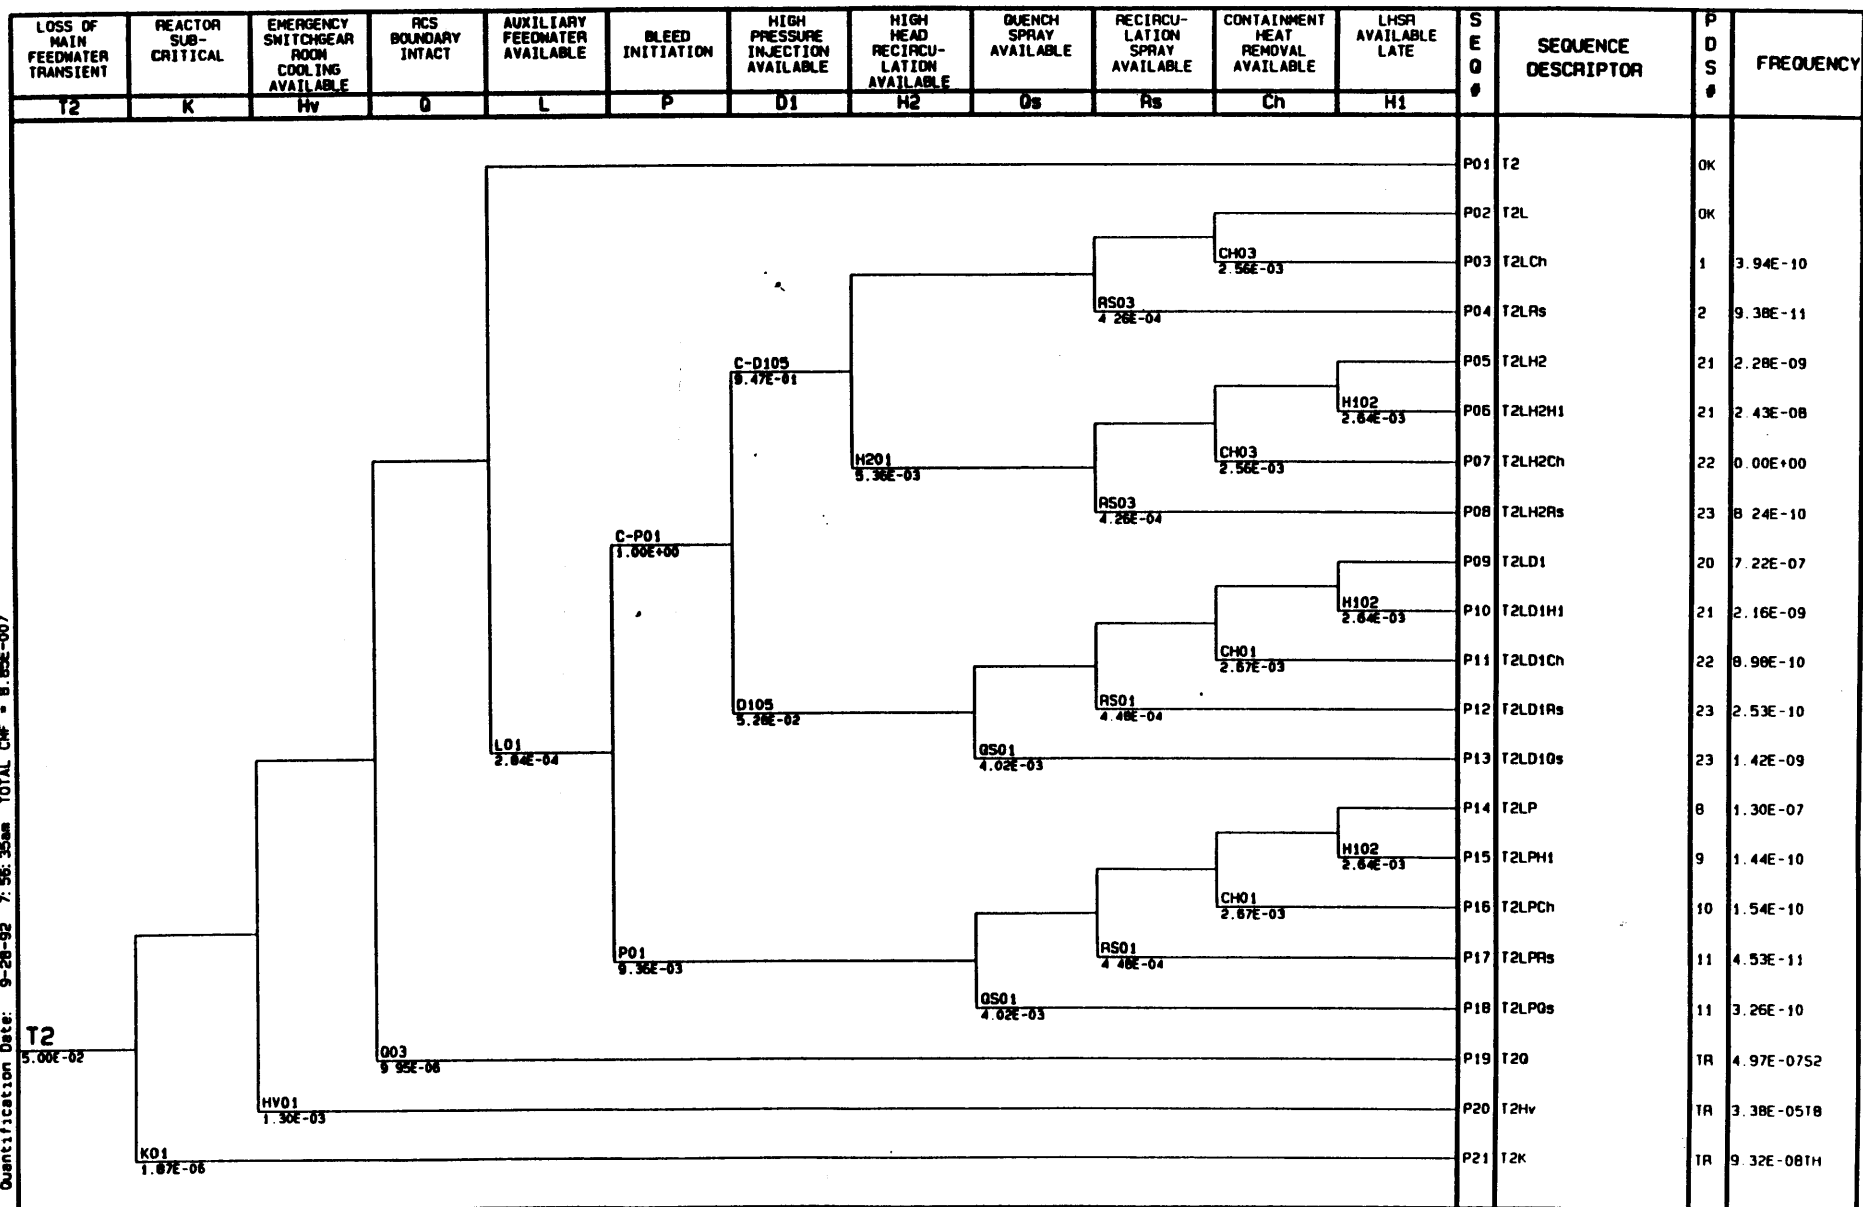 LOSS OF MAIN FEEDWATER TRANSIENT
REACTOR SUB-CRITICAL
EMERGENCY SWITCHGEAR ROOM COOLING AVAILABLE
RCS BOUNDARY INTACT
AUXILIARY FEEDWATER AVAILABLE
BLEED INITIATION
HIGH PRESSURE INJECTION AVAILABLE
HIGH HEAD RECIRCU-LATION AVAILABLE
QUENCH SPRAY AVAILABLE
RECIRCU-LATION SPRAY AVAILABLE
CONTAINMENT HEAT REMOVAL AVAILABLE
LHSR AVAILABLE LATE
SEQ#
SEQUENCE DESCRIPTOR
PDS#
FREQUENCY
T2 K Hv Q L P D1 H2 Qs Rs Ch H1
P01 T2 OK
P02 T2L OK
CH03
2.56E-03
P03 T2LCh 1 3.94E-10
RS03
4.26E-04
P04 T2LRs 2 9.38E-11
C-D105
9.47E-01
P05 T2LH2 21 2.28E-09
H102
2.64E-03
P06 T2LH2H1 21 2.43E-08
H201
5.36E-03
CH03
2.56E-03
P07 T2LH2Ch 22 0.00E+00
RS03
4.26E-04
P08 T2LH2Rs 23 8.24E-10
C-P01
1.00E+00
P09 T2LD1 20 7.22E-07
H102
2.64E-03
P10 T2LD1H1 21 2.16E-09
CH01
2.67E-03
P11 T2LD1Ch 22 8.98E-10
D105
5.28E-02
RS01
4.48E-04
P12 T2LD1Rs 23 2.53E-10
L01
2.84E-04
QS01
4.02E-03
P13 T2LD1Qs 23 1.42E-09
P14 T2LP 8 1.30E-07
H102
2.64E-03
P15 T2LPH1 9 1.44E-10
CH01
2.67E-03
P16 T2LPCh 10 1.54E-10
P01
9.36E-03
RS01
4.48E-04
P17 T2LPRs 11 4.53E-11
QS01
4.02E-03
P18 T2LPQs 11 3.26E-10
T2
5.00E-02
Q03
9.95E-06
P19 T2Q TR 4.97E-07S2
HV01
1.30E-03
P20 T2Hv TR 3.38E-05T8
K01
1.87E-06
P21 T2K TR 9.32E-08TH
Quantification Date: 9-28-92 7:56:35am TOTAL CMF =